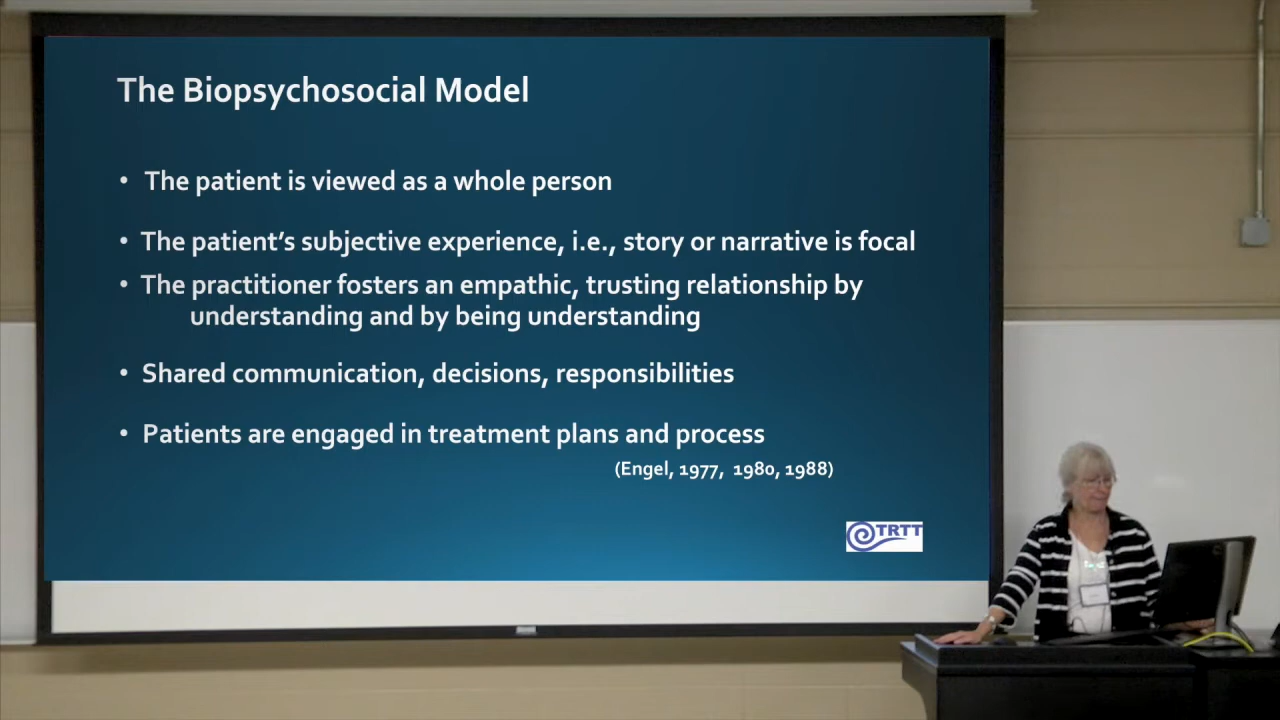 The Biopsychosocial Model
• The patient is viewed as a whole person
• The patient’s subjective experience, i.e., story or narrative is focal
• The practitioner fosters an empathic, trusting relationship by
understanding and by being understanding
• Shared communication, decisions, responsibilities
• Patients are engaged in treatment plans and process
(Engel, 1977, 1980, 1988)
TRTT